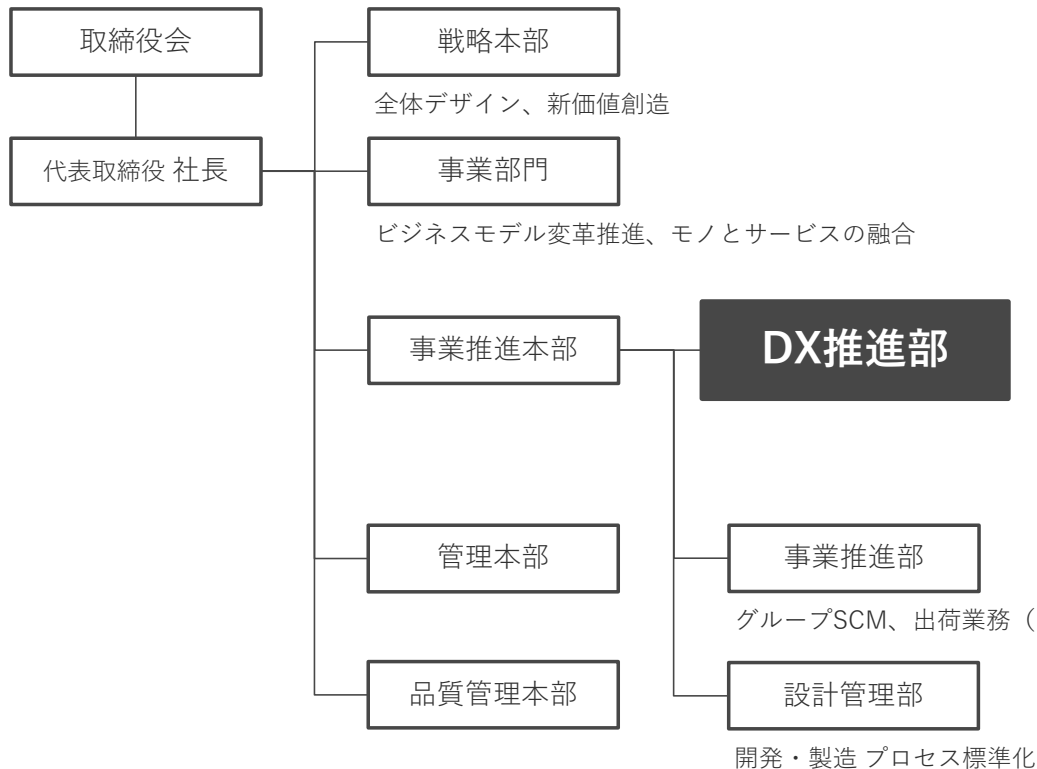 取締役会
代表取締役 社長
戦略本部
全体デザイン、新価値創造
事業部門
ビジネスモデル変革推進、モノとサービスの融合
事業推進本部
DX推進部
事業推進部
グループSCM、出荷業務（
設計管理部
開発・製造 プロセス標準化
管理本部
品質管理本部